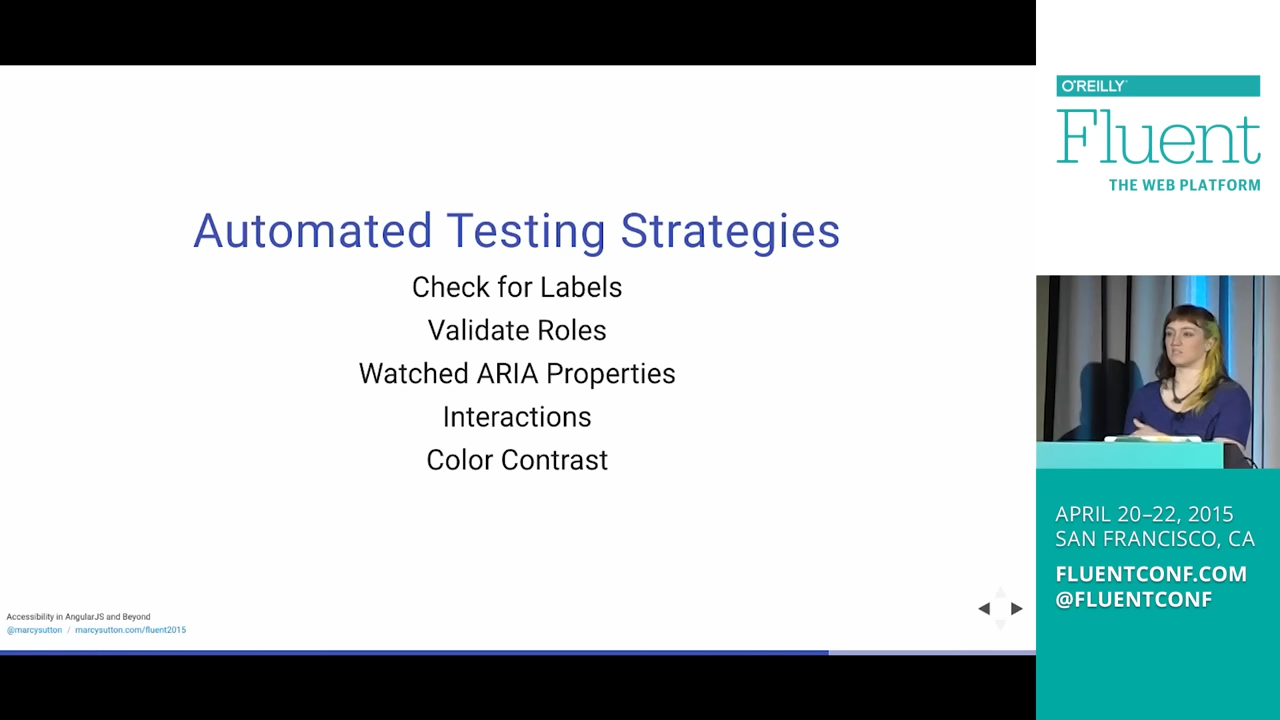 Automated Testing Strategies
Check for Labels
Validate Roles
Watched ARIA Properties
Interactions
Color Contrast
Accessibility in AngularJS and Beyond
@marcysutton / marcysutton.com/fluent2015
O'REILLY™
Fluent
THE WEB PLATFORM
APRIL 20–22, 2015
SAN FRANCISCO, CA
FLUENTCONF.COM
@FLUENTCONF